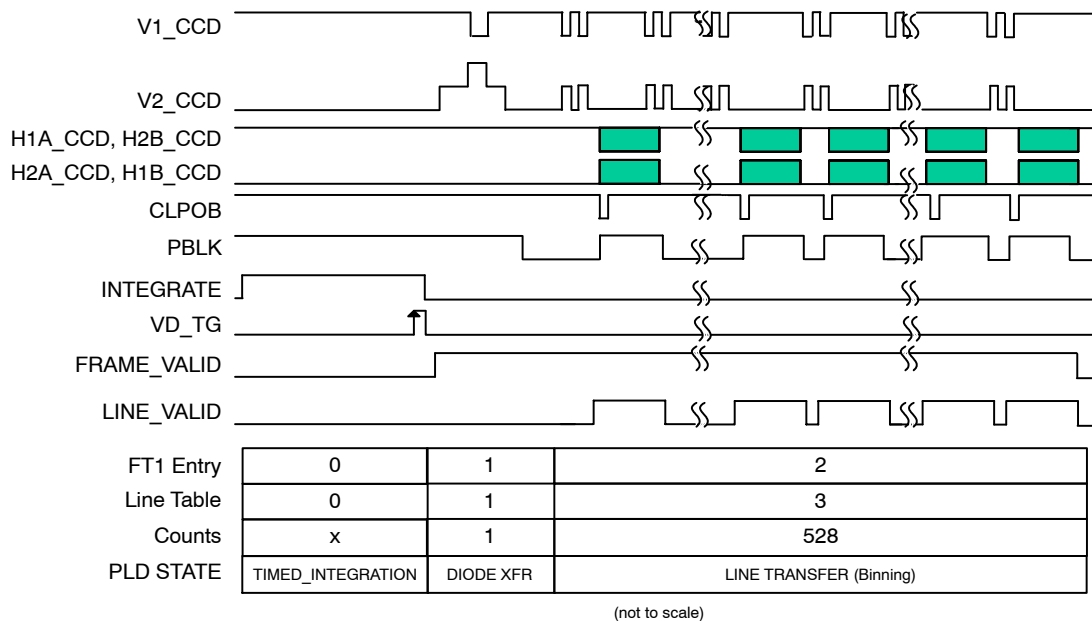 V1_CCD
V2_CCD
H1A_CCD, H2B_CCD
H2A_CCD, H1B_CCD
CLPOB
PBLK
INTEGRATE
VD_TG
FRAME_VALID
LINE_VALID
FT1 Entry 0 1 2
Line Table 0 1 3
Counts x 1 528
PLD STATE TIMED_INTEGRATION DIODE XFR LINE TRANSFER (Binning)
(not to scale)